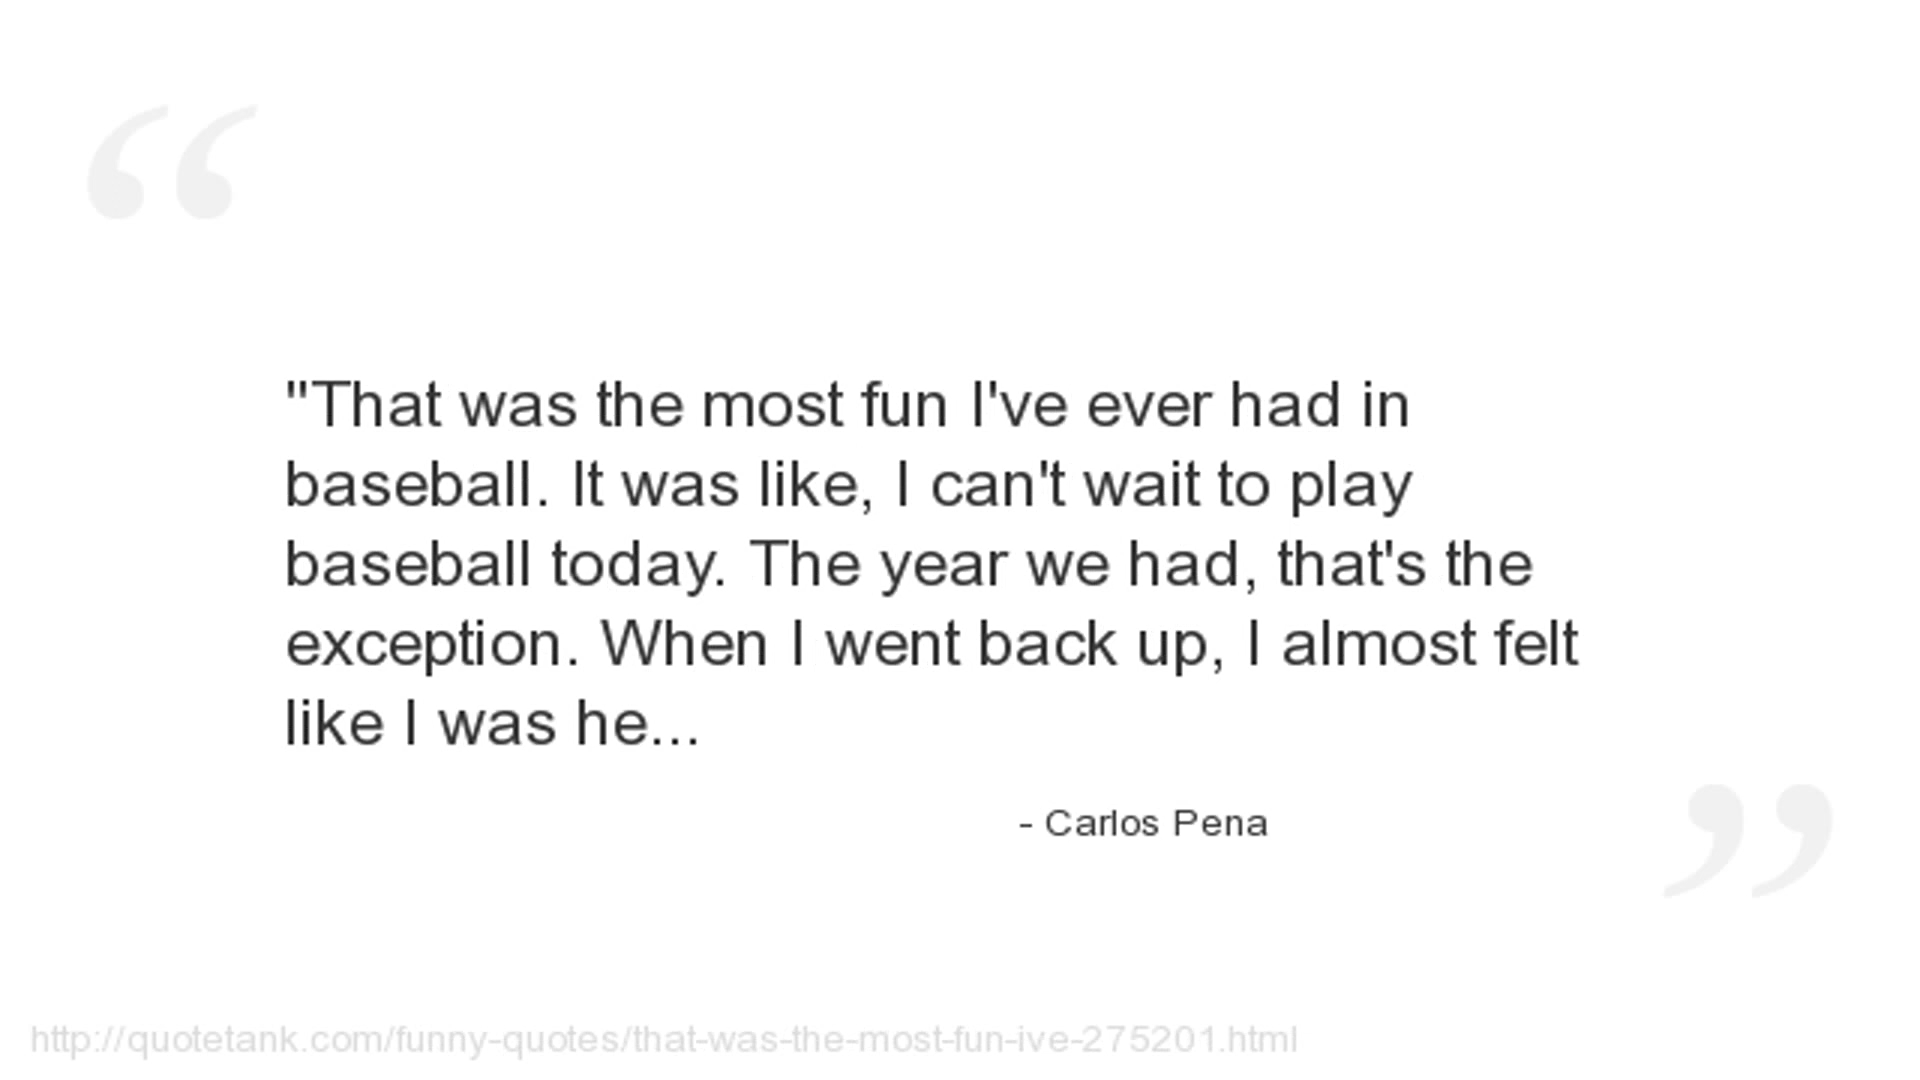 "That was the most fun I've ever had in
baseball. It was like, I can't wait to play
baseball today. The year we had, that's the
exception. When I went back up, I almost felt
like I was he...
- Carlos Pena
http://quotetank.com/funny-quotes/that-was-the-most-fun-ive-275201.html